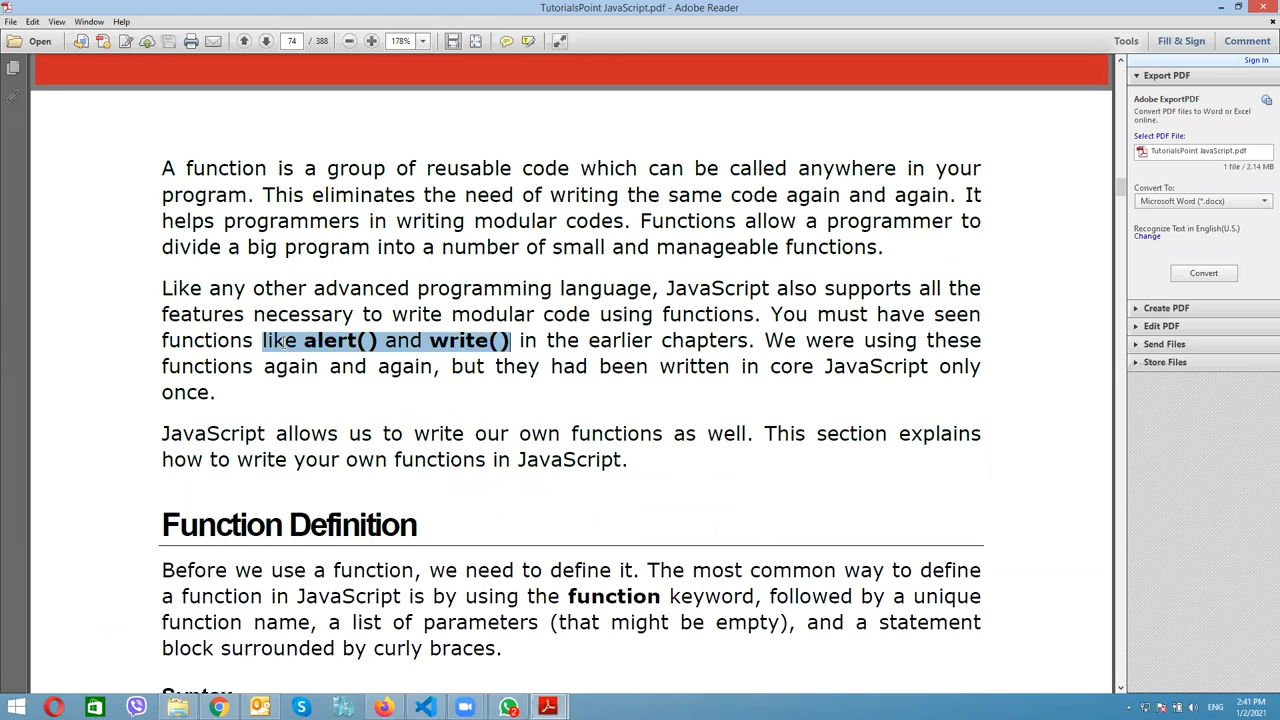 TutorialsPoint JavaScript.pdf - Adobe Reader
File Edit View Window Help
Open 74 / 388 178% Tools Fill & Sign Comment
Sign In
A function is a group of reusable code which can be called anywhere in your
program. This eliminates the need of writing the same code again and again. It
helps programmers in writing modular codes. Functions allow a programmer to
divide a big program into a number of small and manageable functions.
Like any other advanced programming language, JavaScript also supports all the
features necessary to write modular code using functions. You must have seen
functions like alert() and write() in the earlier chapters. We were using these
functions again and again, but they had been written in core JavaScript only
once.
JavaScript allows us to write our own functions as well. This section explains
how to write your own functions in JavaScript.
Function Definition
Before we use a function, we need to define it. The most common way to define
a function in JavaScript is by using the function keyword, followed by a unique
function name, a list of parameters (that might be empty), and a statement
block surrounded by curly braces.
Syntax
Export PDF
Adobe ExportPDF
Convert PDF files to Word or Excel
online.
Select PDF File:
TutorialsPoint JavaScript.pdf
1 file / 2.14 MB
Convert To:
Microsoft Word (*.docx)
Recognize Text in English(U.S.)
Change
Convert
Create PDF
Edit PDF
Send Files
Store Files
2
ENG
2:41 PM
1/2/2021